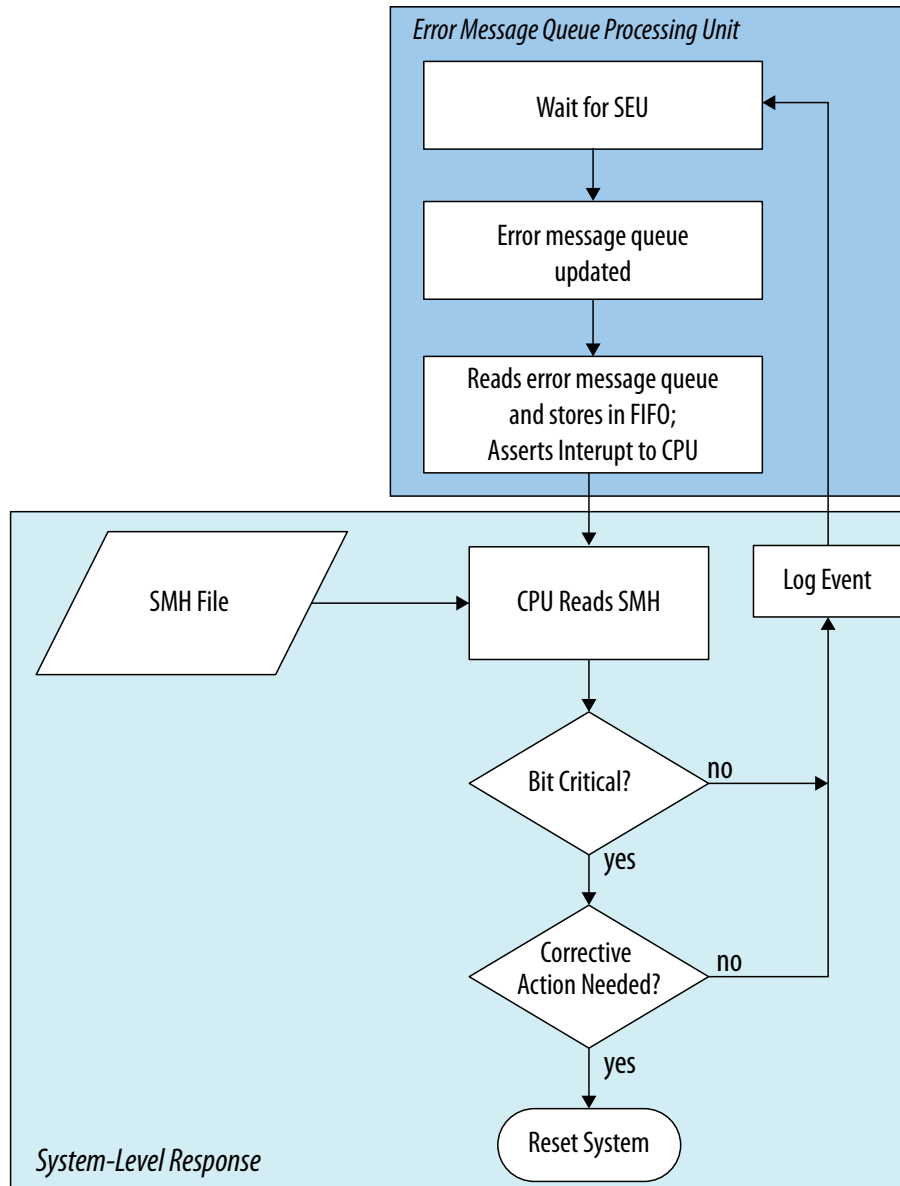 Error Message Queue Processing Unit
Wait for SEU
Error message queue
updated
Reads error message queue
and stores in FIFO;
Asserts Interupt to CPU
SMH File
CPU Reads SMH
Log Event
Bit Critical?
no
yes
Corrective
Action Needed?
no
yes
Reset System
System-Level Response